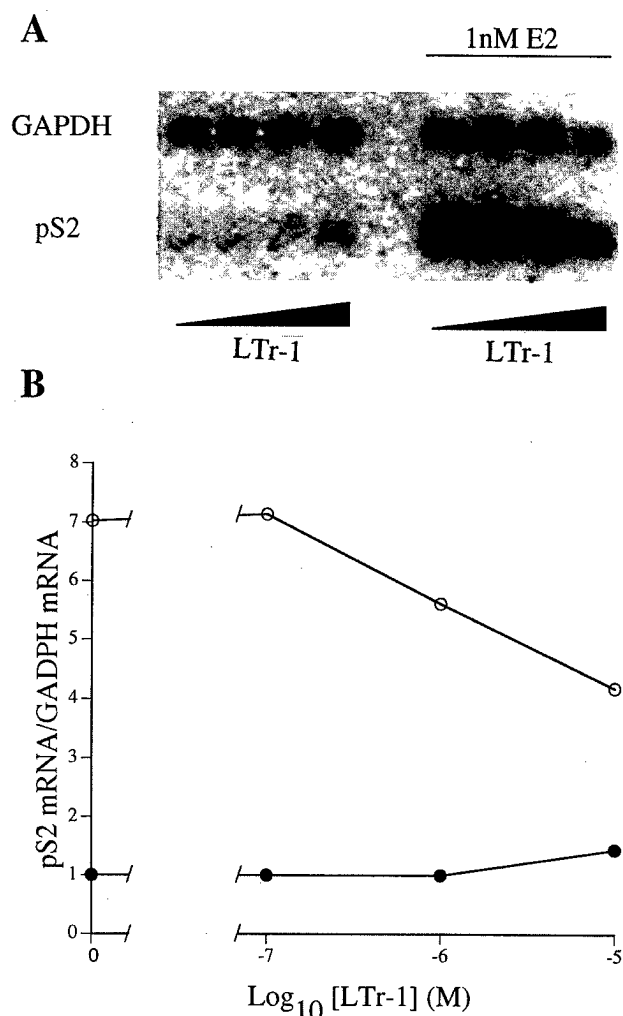 A
1nM E2
GAPDH
pS2
LTr-1 LTr-1
B
pS2 mRNA/GADPH mRNA
8
7
6
5
4
3
2
1
0
0 -7 -6 -5
Log10 [LTr-1] (M)